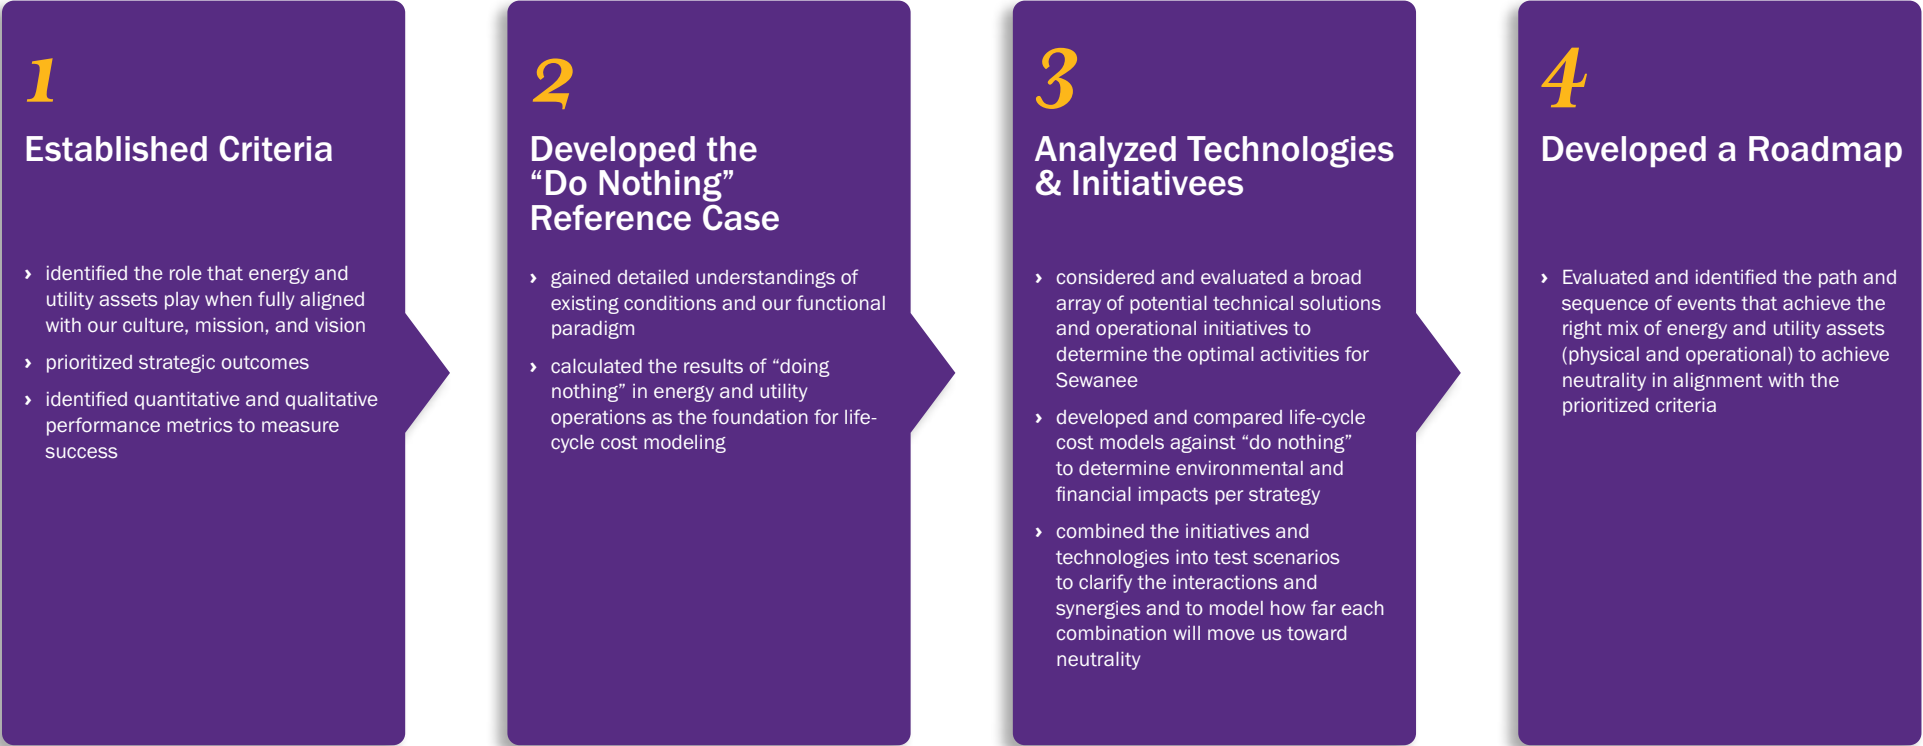 1
Established Criteria
› identified the role that energy and
utility assets play when fully aligned
with our culture, mission, and vision
› prioritized strategic outcomes
› identified quantitative and qualitative
performance metrics to measure
success
2
Developed the
“Do Nothing”
Reference Case
› gained detailed understandings of
existing conditions and our functional
paradigm
› calculated the results of “doing
nothing” in energy and utility
operations as the foundation for life-
cycle cost modeling
3
Analyzed Technologies
& Initiativees
› considered and evaluated a broad
array of potential technical solutions
and operational initiatives to
determine the optimal activities for
Sewanee
› developed and compared life-cycle
cost models against “do nothing”
to determine environmental and
financial impacts per strategy
› combined the initiatives and
technologies into test scenarios
to clarify the interactions and
synergies and to model how far each
combination will move us toward
neutrality
4
Developed a Roadmap
› Evaluated and identified the path and
sequence of events that achieve the
right mix of energy and utility assets
(physical and operational) to achieve
neutrality in alignment with the
prioritized criteria